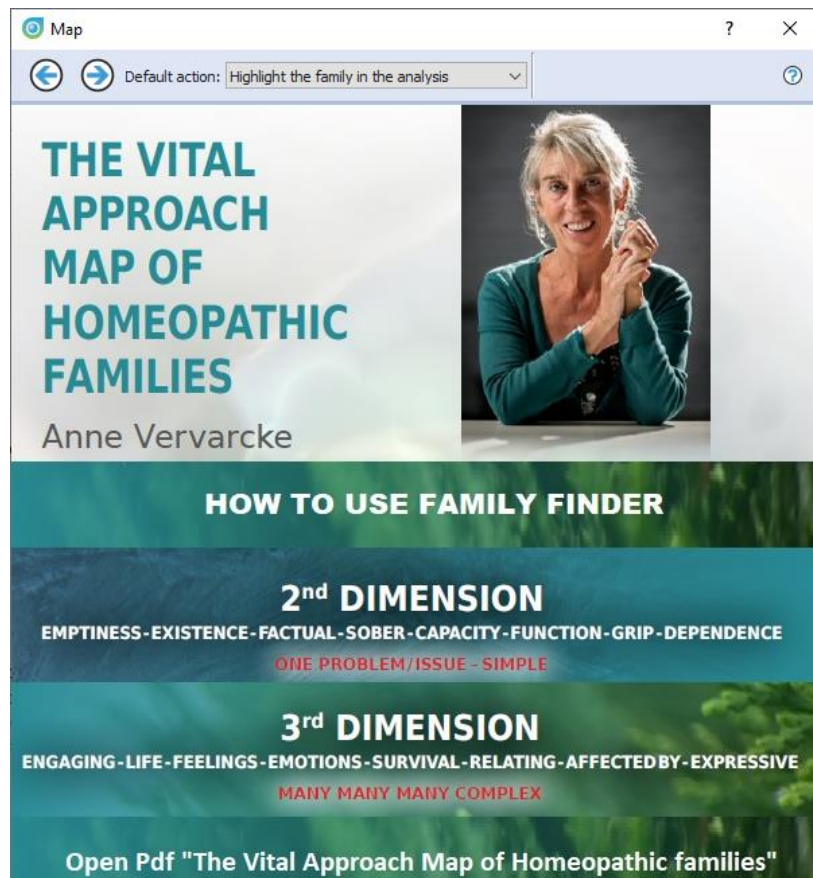 Map
?
Default action: Highlight the family in the analysis
?
THE VITAL
APPROACH
MAP OF
HOMEOPATHIC
FAMILIES
Anne Vervarcke
HOW TO USE FAMILY FINDER
2nd DIMENSION
EMPTINESS-EXISTENCE-FACTUAL-SOBER-CAPACITY-FUNCTION-GRIP-DEPENDENCE
ONE PROBLEM/ISSUE - SIMPLE
3rd DIMENSION
ENGAGING-LIFE-FEELINGS-EMOTIONS-SURVIVAL-RELATING-AFFECTED BY-EXPRESSIVE
MANY MANY MANY COMPLEX
Open Pdf "The Vital Approach Map of Homeopathic families"